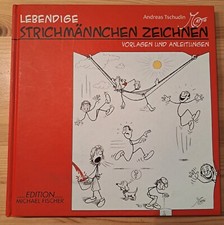 LEBENDIGE
Andreas Tschudin
STRICHMÄNNCHEN ZEICHNEN
VORLAGEN UND ANLEITUNGEN
EDITION
MICHAEL FISCHER